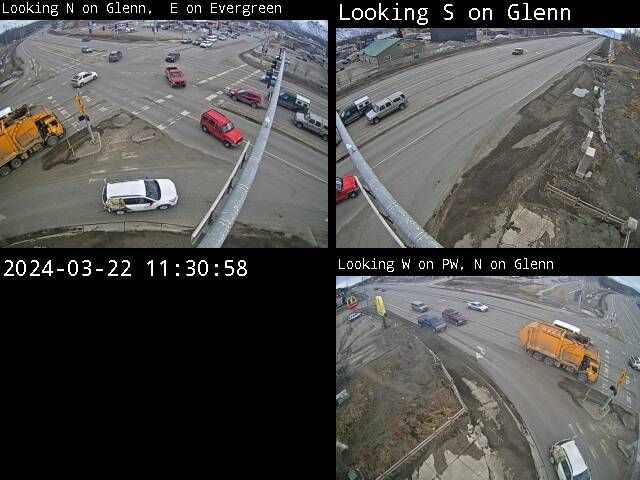 Looking N on Glenn,  E on Evergreen
Looking S on Glenn
2024-03-22 11:30:58
Looking W on PW, N on Glenn